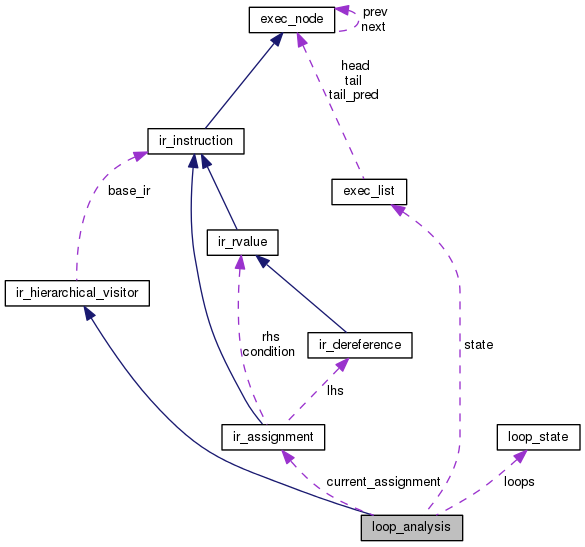 exec_node
prev
next
head
tail
tail_pred
ir_instruction
base_ir
exec_list
ir_rvalue
ir_hierarchical_visitor
rhs
condition
ir_dereference
state
lhs
ir_assignment
loop_state
current_assignment
loops
loop_analysis